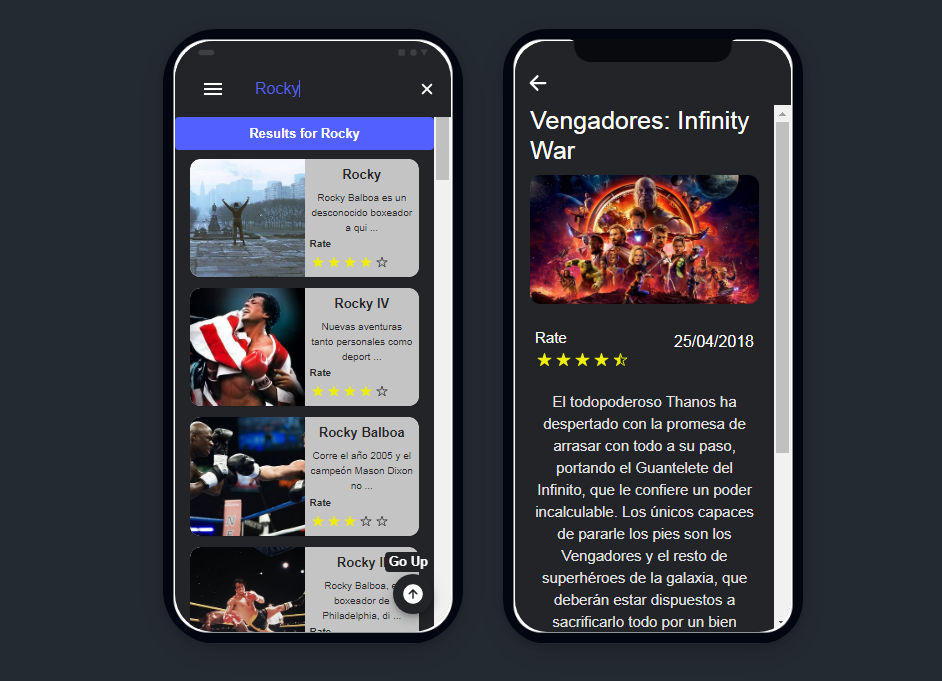 Rocky
Results for Rocky
Rocky
Rocky Balboa es un
desconocido boxeador
a qui ...
Rate
Rocky IV
Nuevas aventuras
tanto personales como
deport ...
Rate
Rocky Balboa
Corre el año 2005 y el
campeón Mason Dixon
no ...
Rate
Rocky
Go Up
Rocky Balboa,
boxeador de
Philadelphia, di ...
Rate
Vengadores: Infinity
War
Rate
25/04/2018
El todopoderoso Thanos ha
despertado con la promesa de
arrasar con todo a su paso,
portando el Guantelete del
Infinito, que le confiere un poder
incalculable. Los únicos capaces
de pararle los pies son los
Vengadores y el resto de
superhéroes de la galaxia, que
deberán estar dispuestos a
sacrificarlo todo por un bien